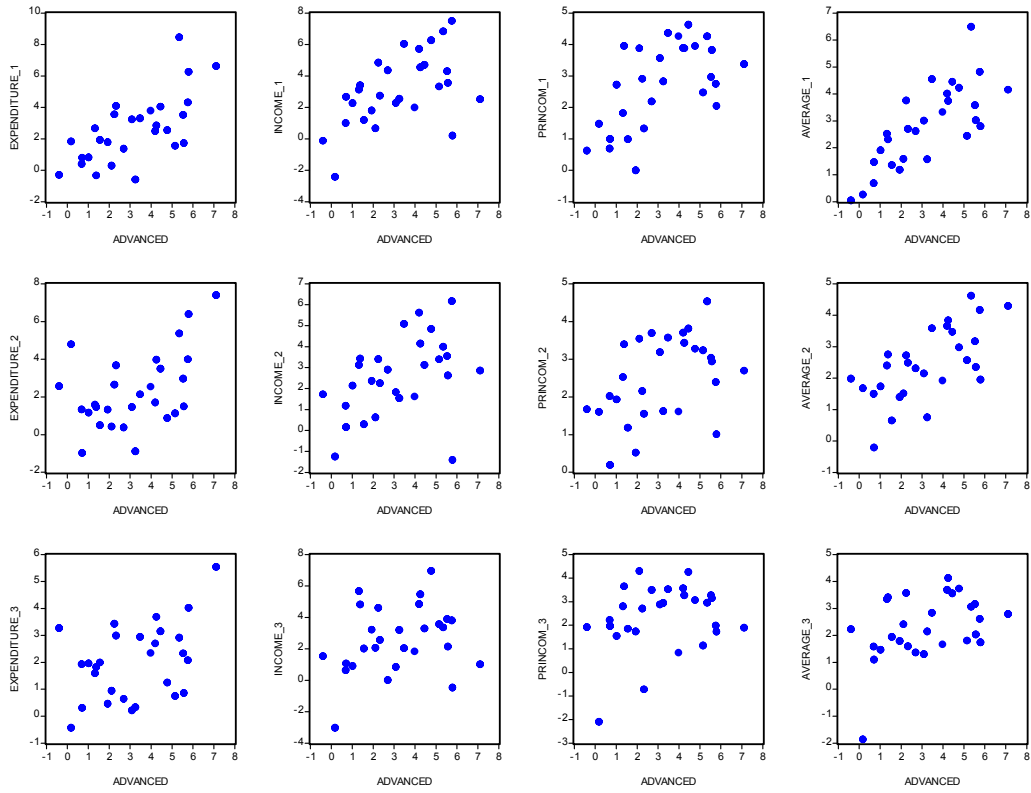 10
8
6
4
2
0
-2
EXPENDITURE_1
-1 0 1 2 3 4 5 6 7 8
ADVANCED
8
6
4
2
0
-2
-4
INCOME_1
-1 0 1 2 3 4 5 6 7 8
ADVANCED
5
4
3
2
1
0
-1
PRINCOM_1
-1 0 1 2 3 4 5 6 7 8
ADVANCED
7
6
5
4
3
2
1
0
AVERAGE_1
-1 0 1 2 3 4 5 6 7 8
ADVANCED
8
6
4
2
0
-2
EXPENDITURE_2
-1 0 1 2 3 4 5 6 7 8
ADVANCED
7
6
5
4
3
2
1
0
-1
-2
INCOME_2
-1 0 1 2 3 4 5 6 7 8
ADVANCED
5
4
3
2
1
0
PRINCOM_2
-1 0 1 2 3 4 5 6 7 8
ADVANCED
5
4
3
2
1
0
-1
AVERAGE_2
-1 0 1 2 3 4 5 6 7 8
ADVANCED
6
5
4
3
2
1
0
-1
EXPENDITURE_3
-1 0 1 2 3 4 5 6 7 8
ADVANCED
8
6
4
2
0
-2
-4
INCOME_3
-1 0 1 2 3 4 5 6 7 8
ADVANCED
5
4
3
2
1
0
-1
-2
-3
PRINCOM_3
-1 0 1 2 3 4 5 6 7 8
ADVANCED
5
4
3
2
1
0
-1
-2
AVERAGE_3
-1 0 1 2 3 4 5 6 7 8
ADVANCED